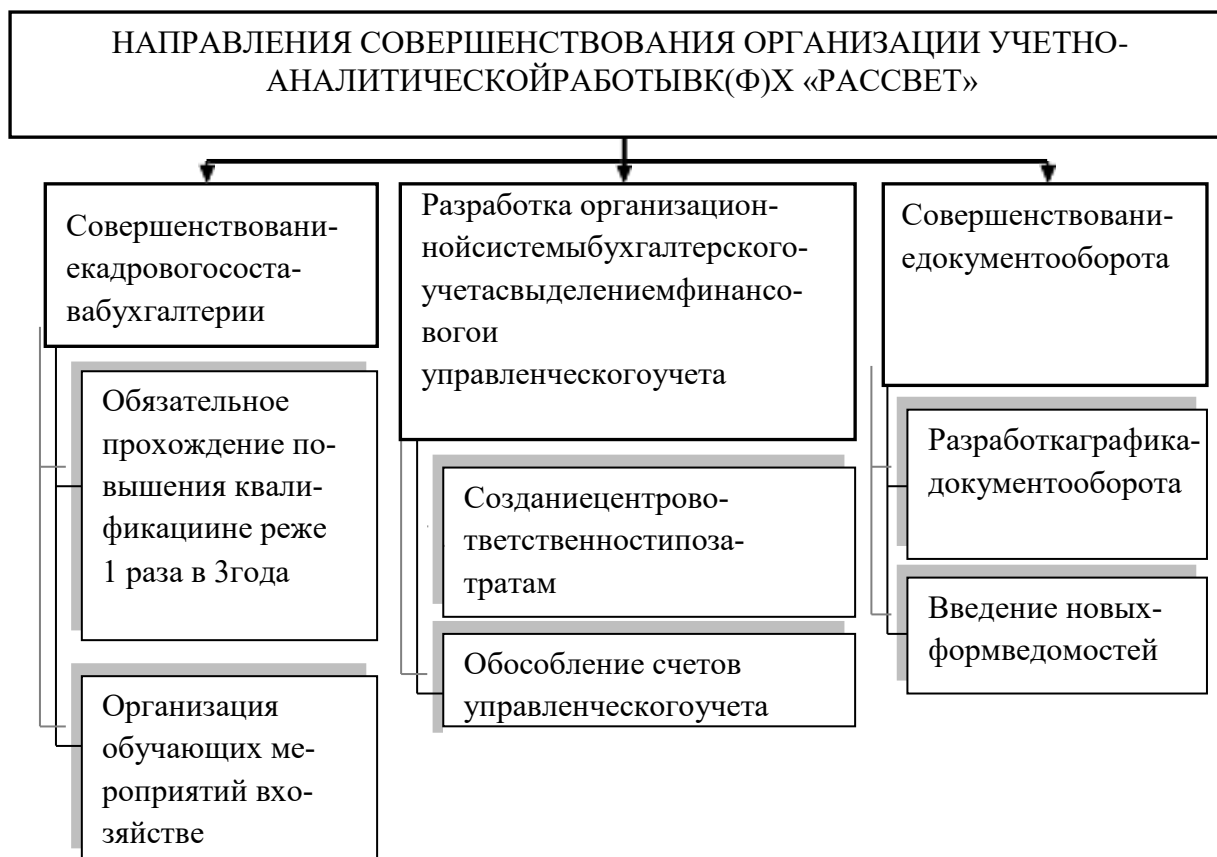 НАПРАВЛЕНИЯ СОВЕРШЕНСТВОВАНИЯ ОРГАНИЗАЦИИ УЧЕТНО-
АНАЛИТИЧЕСКОЙРАБОТЫВК(Ф)Х «РАССВЕТ»
Совершенствовани-
екадровогососта-
вабухгалтерии
Обязательное
прохождение по-
вышения квали-
фикациине реже
1 раза в 3года
Организация
обучающих ме-
роприятий вхо-
зяйстве
Разработка организацион-
нойсистемыбухгалтерского-
учетасвыделениемфинансо-
вогои
управленческогоучета
Созданиецентрово-
тветственностипоза-
тратам
Обособление счетов
управленческогоучета
Совершенствовани-
едокументооборота
Разработкаграфика-
документооборота
Введение новых-
формведомостей